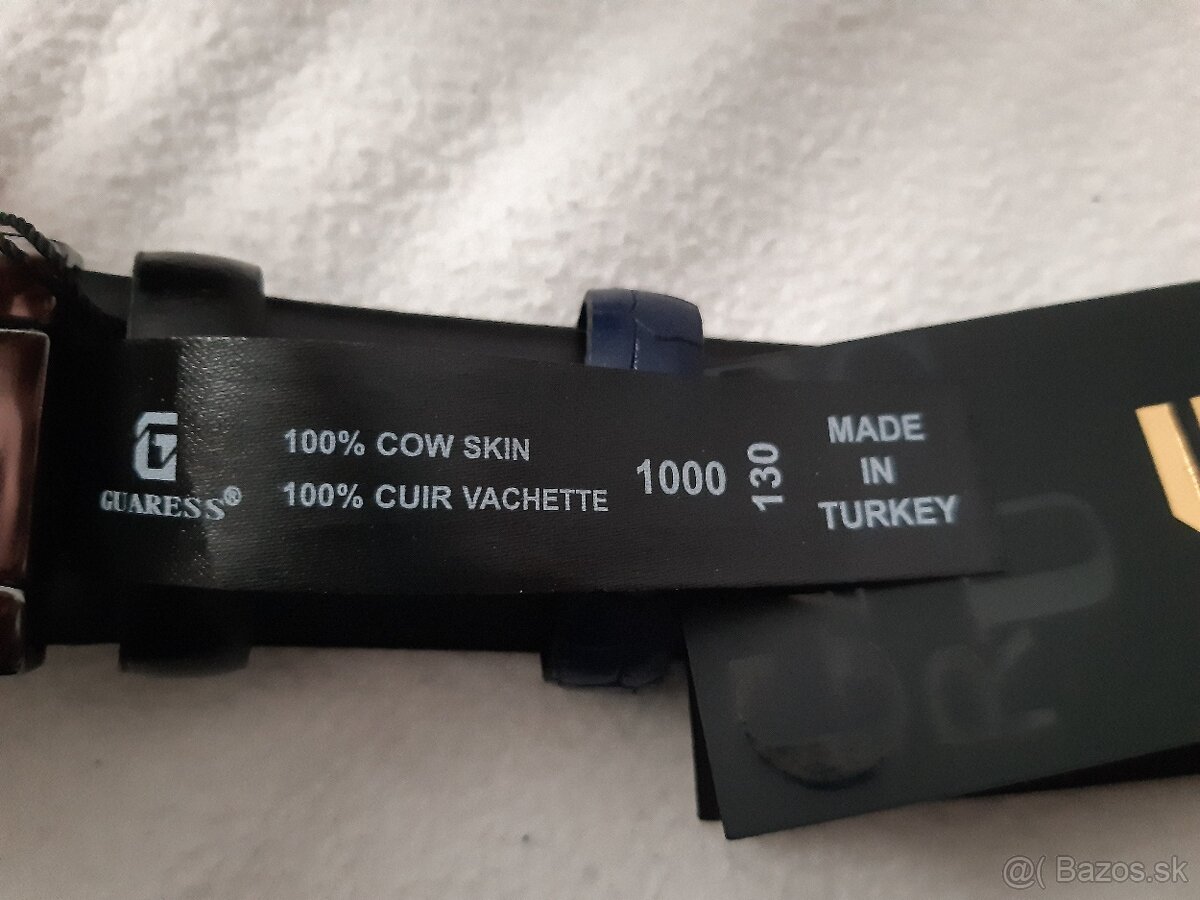 GUARESS®
100% COW SKIN
100% CUIR VACHETTE
1000
130
MADE
IN
TURKEY
@( Bazos.sk